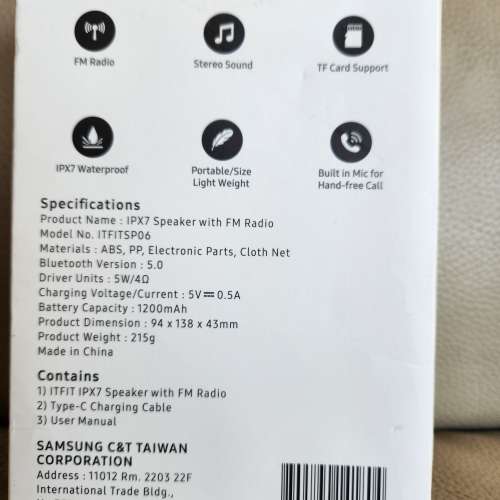 FM Radio
Stereo Sound
TF Card Support
IPX7 Waterproof
Portable/Size
Light Weight
Built in Mic for
Hand-free Call
Specifications
Product Name : IPX7 Speaker with FM Radio
Model No. ITFITSP06
Materials : ABS, PP, Electronic Parts, Cloth Net
Bluetooth Version : 5.0
Driver Units : 5W/4Ω
Charging Voltage/Current : 5V⎓0.5A
Battery Capacity : 1200mAh
Product Dimension : 94 x 138 x 43mm
Product Weight : 215g
Made in China
Contains
1) ITFIT IPX7 Speaker with FM Radio
2) Type-C Charging Cable
3) User Manual
SAMSUNG C&T TAIWAN
CORPORATION
Address : 11012 Rm. 2203 22F
International Trade Bldg.,